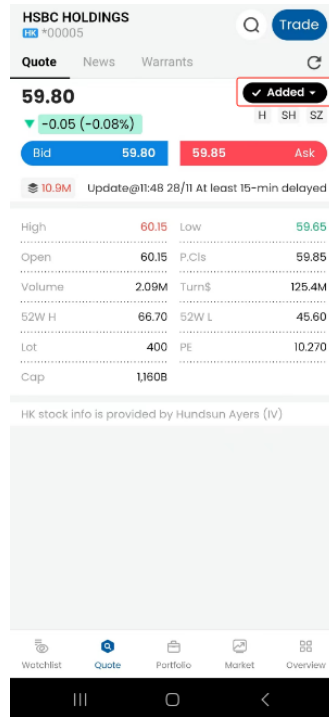 HSBC HOLDINGS
HK *00005
Trade
Quote News Warrants
59.80
Added
-0.05 (-0.08%)
H SH SZ
Bid 59.80 59.85 Ask
10.9M Update@11:48 28/11 At least 15-min delayed
High 60.15 Low 59.65
Open 60.15 P.Cls 59.85
Volume 2.09M Turn$ 125.4M
52W H 66.70 52W L 45.60
Lot 400 PE 10.270
Cap 1,160B
HK stock info is provided by Hundsun Ayers (IV)
Watchlist Quote Portfolio Market Overview